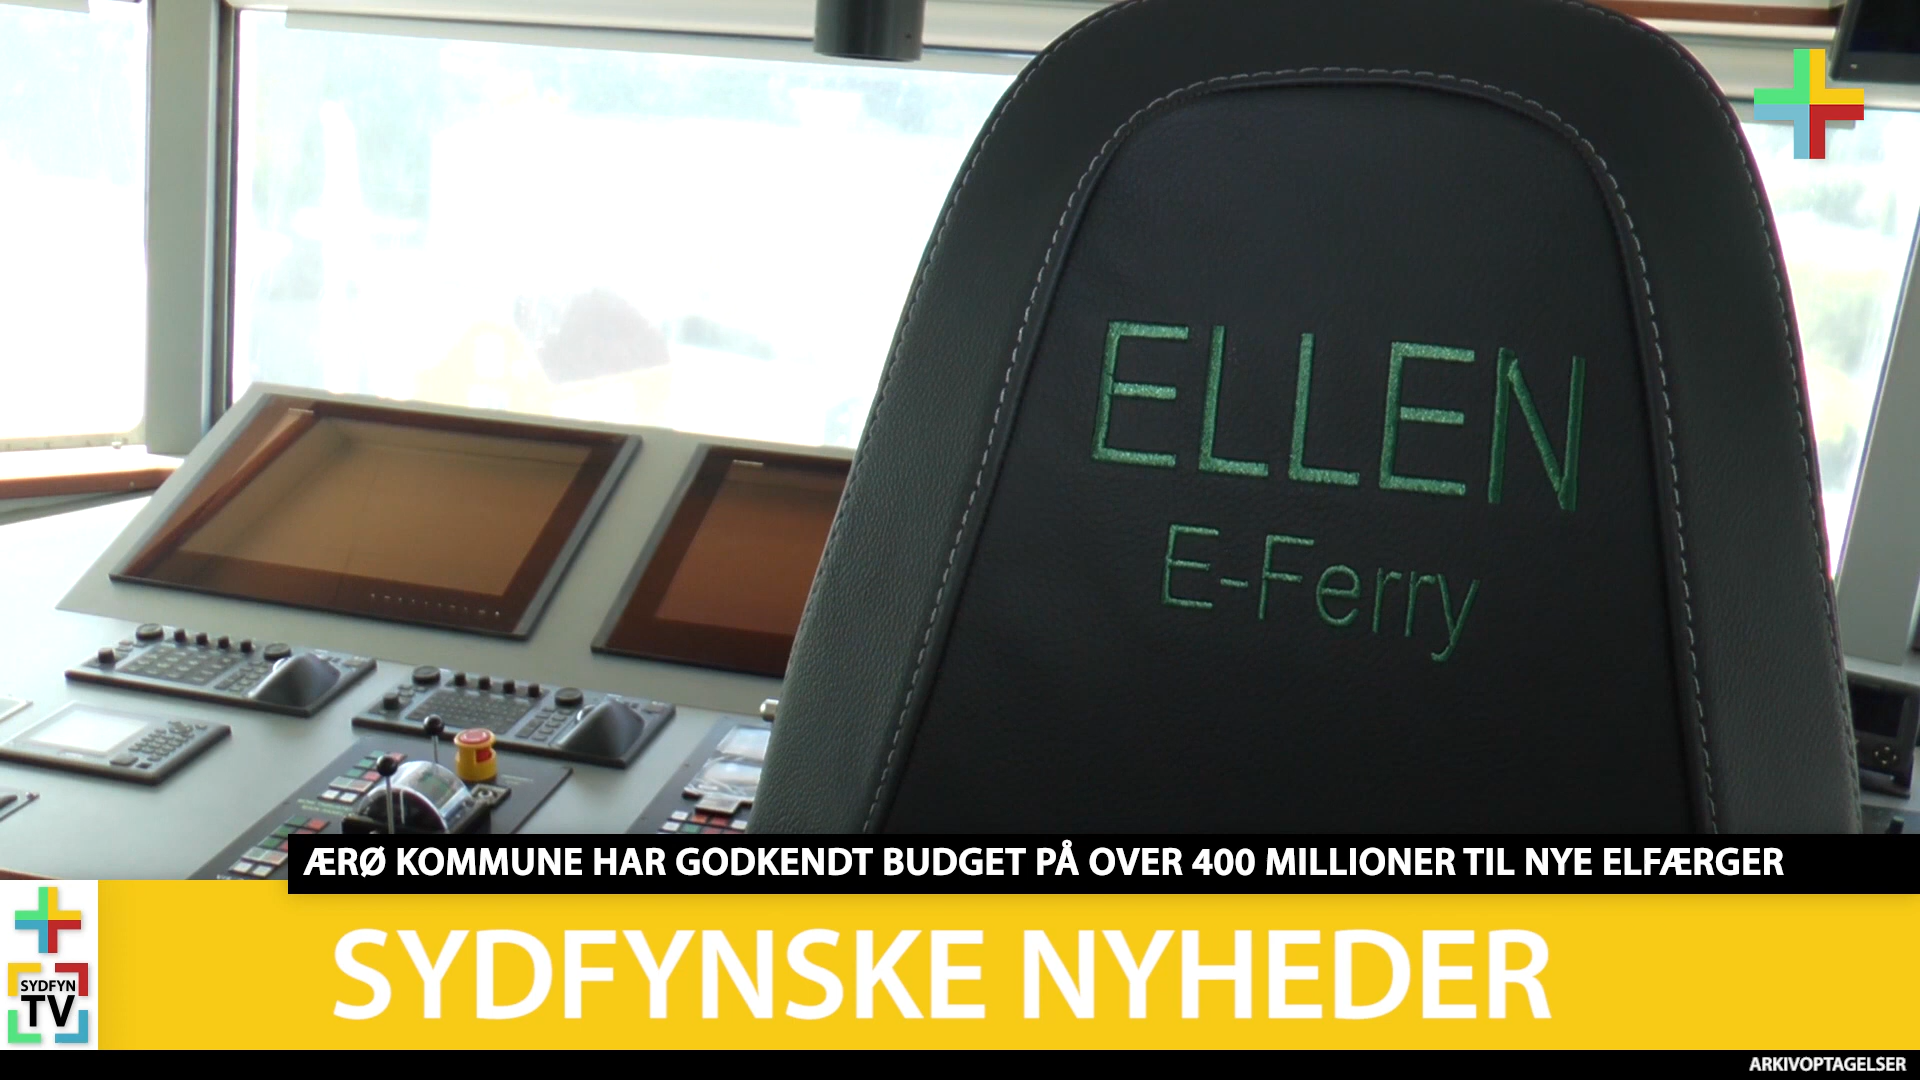 ELLEN
E-Ferry
ÆRØ KOMMUNE HAR GODKENDT BUDGET PÅ OVER 400 MILLIONER TIL NYE ELFÆRGER
SYDFYNSKE NYHEDER
SYDFYN
TV
ARKIVOPTAGELSER